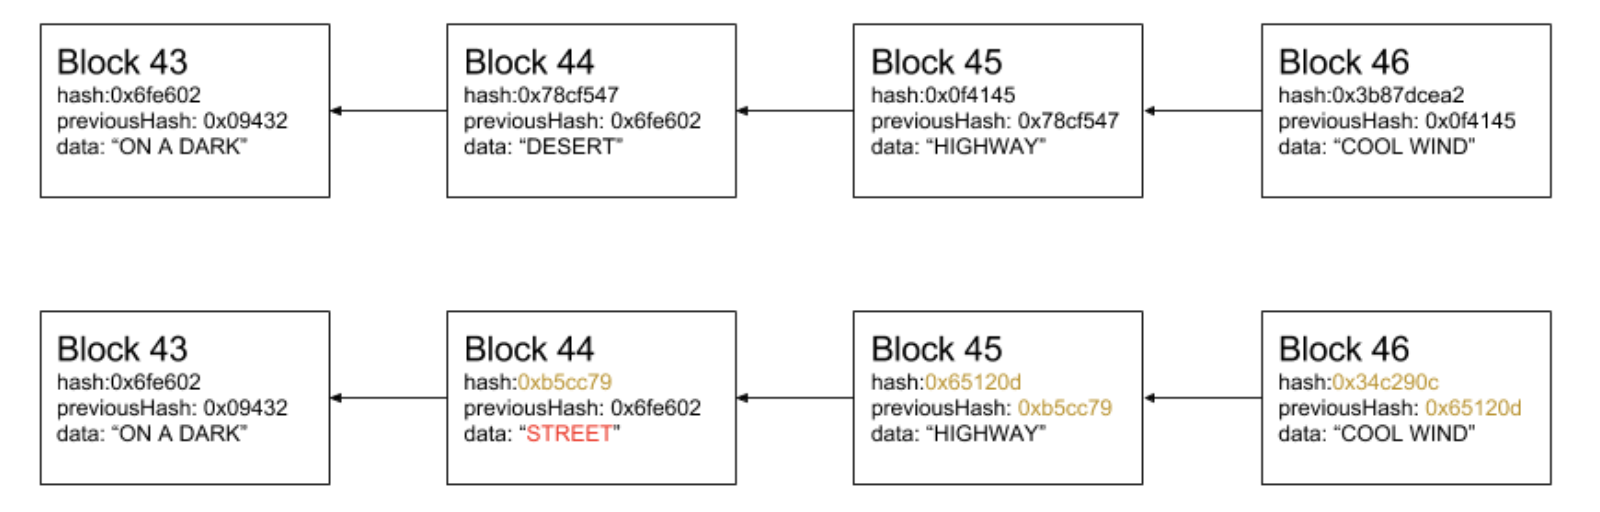 Block 43
hash:0x6fe602
previousHash: 0x09432
data: “ON A DARK”
Block 44
hash:0x78cf547
previousHash: 0x6fe602
data: “DESERT”
Block 45
hash:0x0f4145
previousHash: 0x78cf547
data: “HIGHWAY”
Block 46
hash:0x3b87dcea2
previousHash: 0x0f4145
data: “COOL WIND”
Block 43
hash:0x6fe602
previousHash: 0x09432
data: “ON A DARK”
Block 44
hash:0xb5cc79
previousHash: 0x6fe602
data: “STREET”
Block 45
hash:0x65120d
previousHash: 0xb5cc79
data: “HIGHWAY”
Block 46
hash:0x34c290c
previousHash: 0x65120d
data: “COOL WIND”